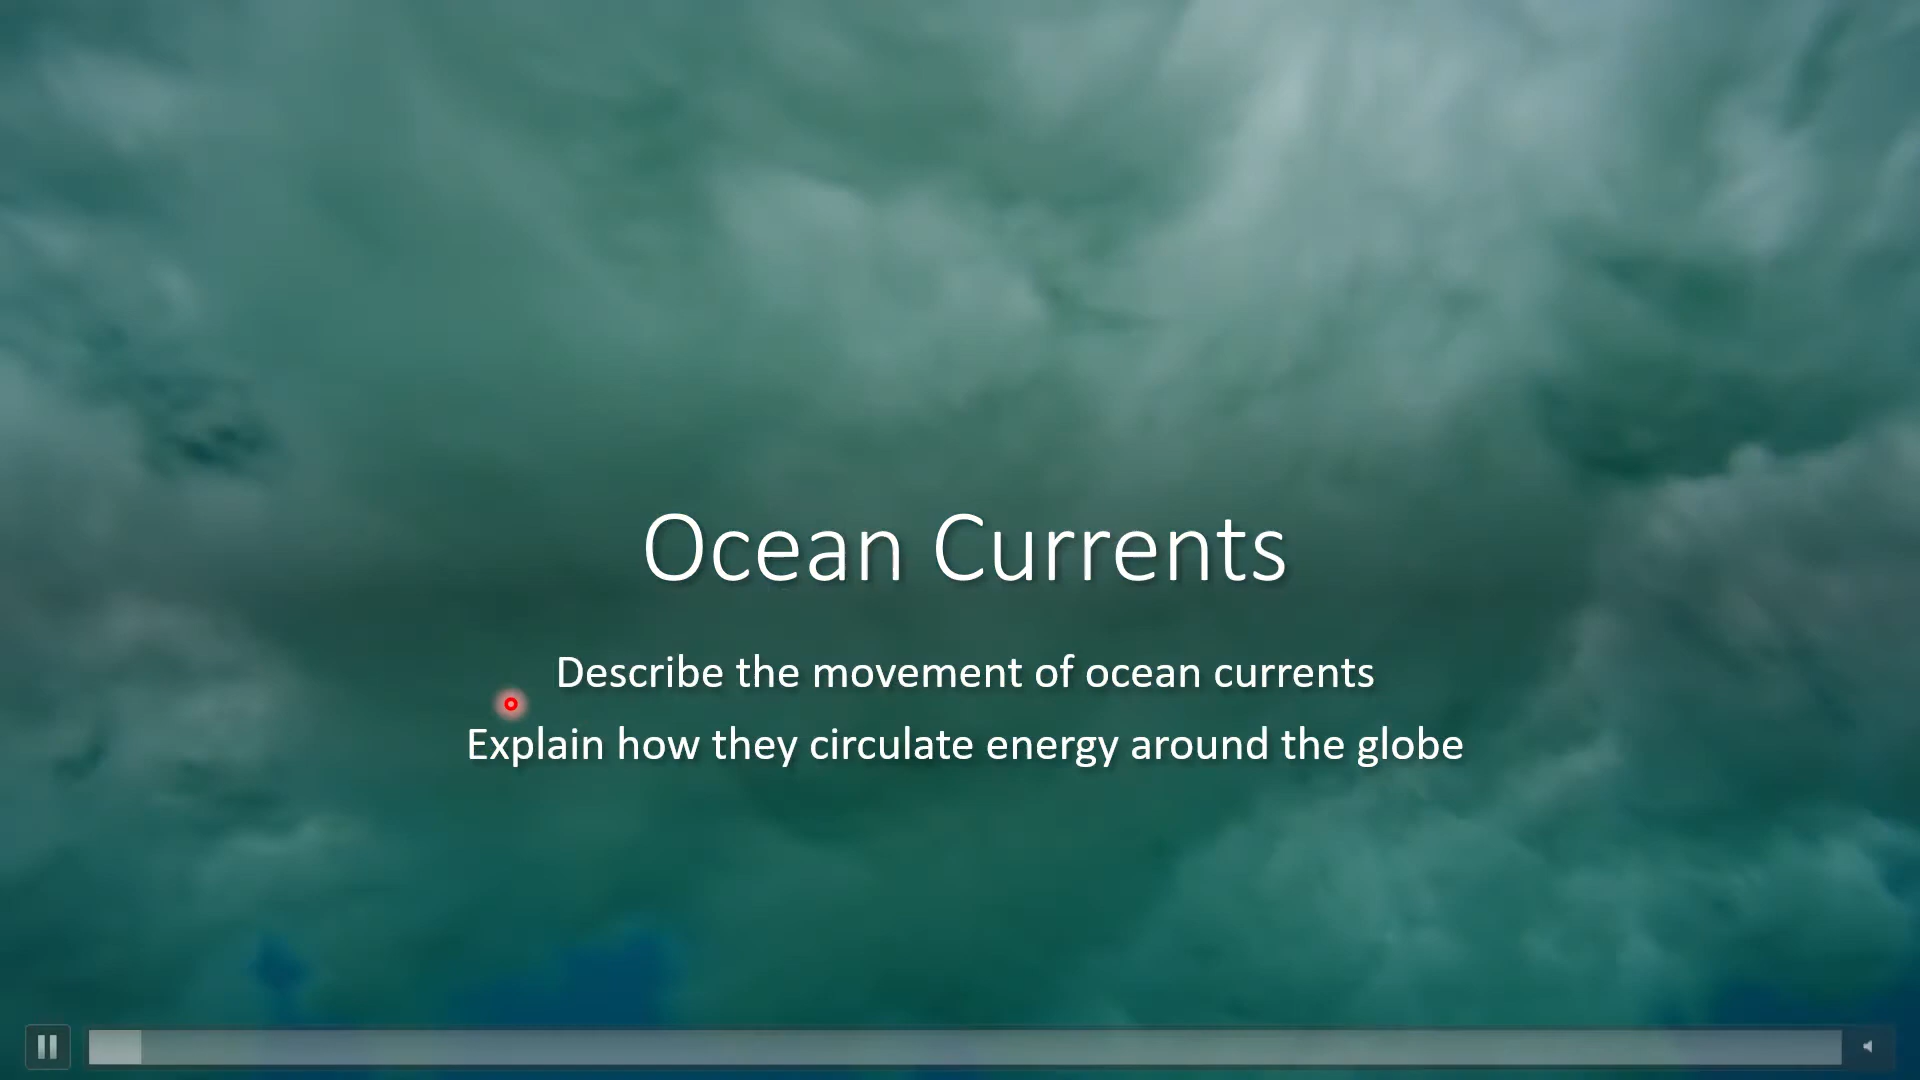 Ocean Currents
Describe the movement of ocean currents
Explain how they circulate energy around the globe